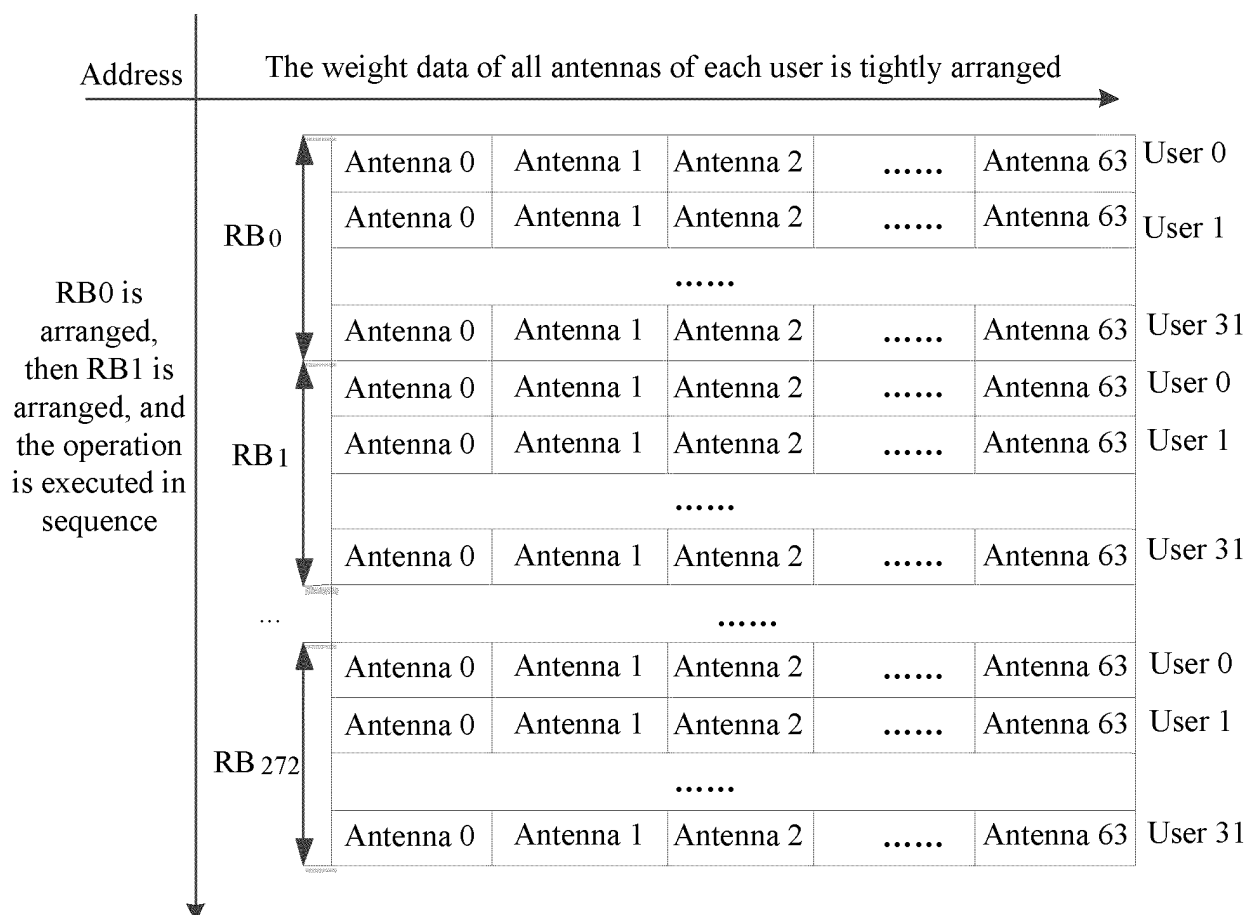 Address
The weight data of all antennas of each user is tightly arranged
Antenna 0 Antenna 1 Antenna 2 ...... Antenna 63 User 0
Antenna 0 Antenna 1 Antenna 2 ...... Antenna 63 User 1
RB0
......
Antenna 0 Antenna 1 Antenna 2 ...... Antenna 63 User 31
RB0 is
arranged,
then RB1 is
arranged, and
the operation
is executed in
sequence
Antenna 0 Antenna 1 Antenna 2 ...... Antenna 63 User 0
Antenna 0 Antenna 1 Antenna 2 ...... Antenna 63 User 1
RB1
......
Antenna 0 Antenna 1 Antenna 2 ...... Antenna 63 User 31
... ......
Antenna 0 Antenna 1 Antenna 2 ...... Antenna 63 User 0
Antenna 0 Antenna 1 Antenna 2 ...... Antenna 63 User 1
RB 272
......
Antenna 0 Antenna 1 Antenna 2 ...... Antenna 63 User 31